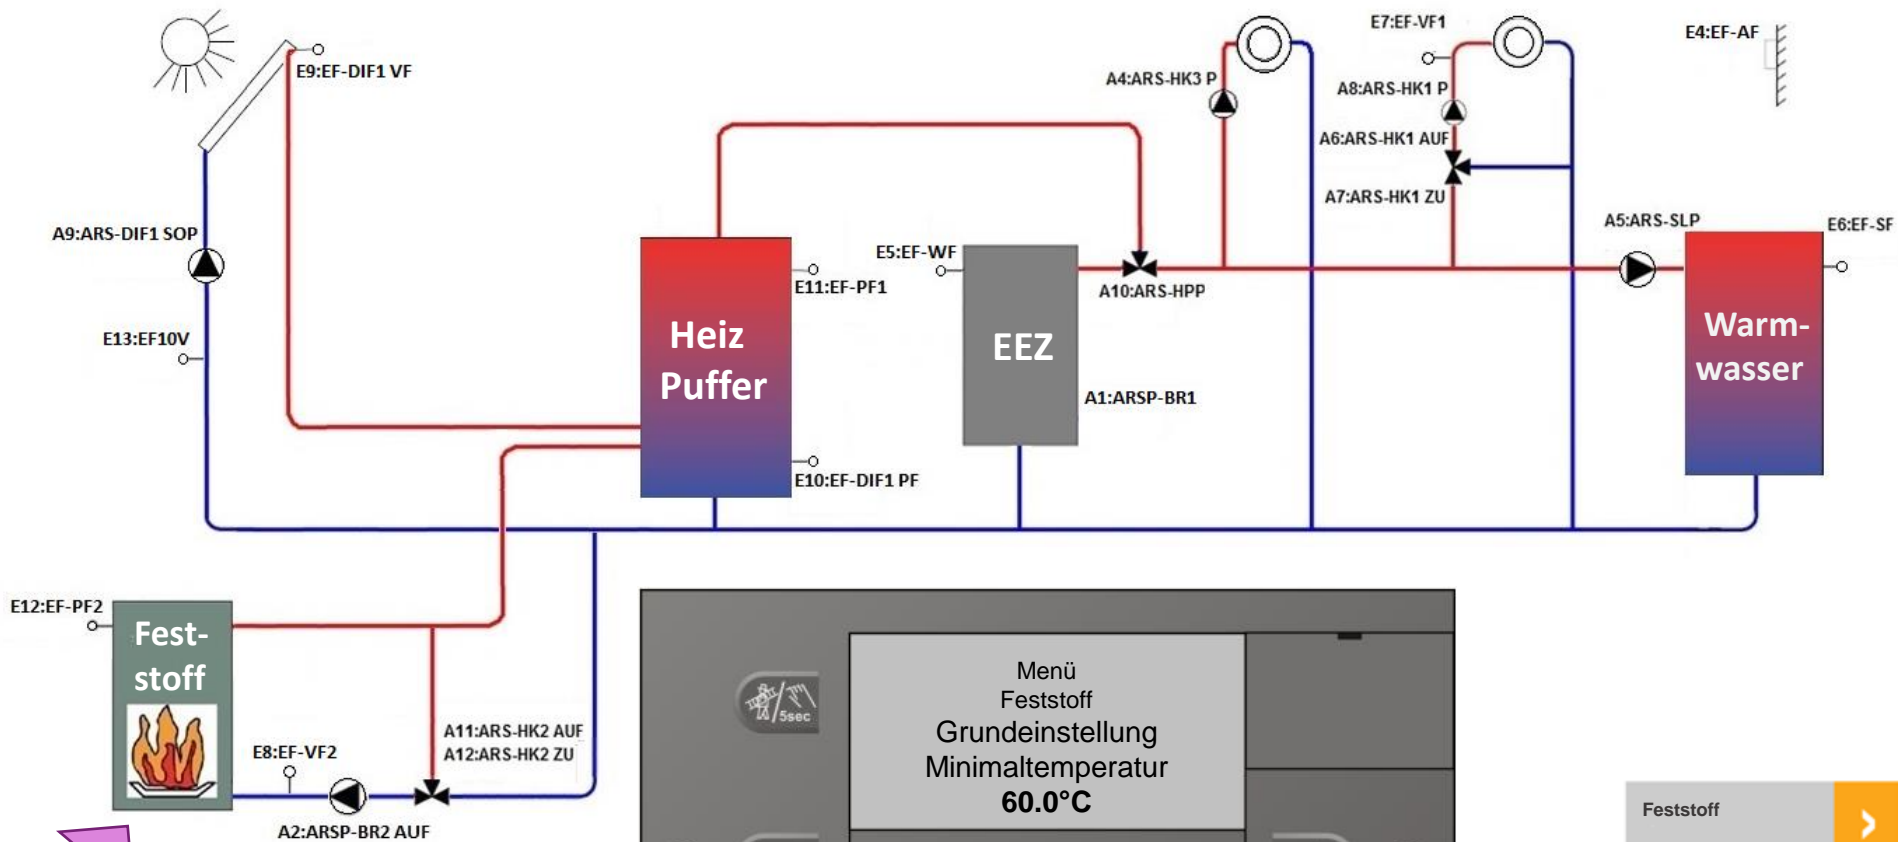 E7:EF-VF1
E4:EF-AF
E9:EF-DIF1 VF
A4:ARS-HK3 P
A8:ARS-HK1 P
A6:ARS-HK1 AUF
A7:ARS-HK1 ZU
A5:ARS-SLP
E6:EF-SF
A9:ARS-DIF1 SOP
E5:EF-WF
E11:EF-PF1
A10:ARS-HPP
E13:EF10V
Heiz
Puffer
EEZ
Warm-
wasser
A1:ARSP-BR1
E10:EF-DIF1 PF
E12:EF-PF2
Fest-
stoff
A11:ARS-HK2 AUF
A12:ARS-HK2 ZU
E8:EF-VF2
A2:ARSP-BR2 AUF
5sec
Menü
Feststoff
Grundeinstellung
Minimaltemperatur
60.0°C
Feststoff